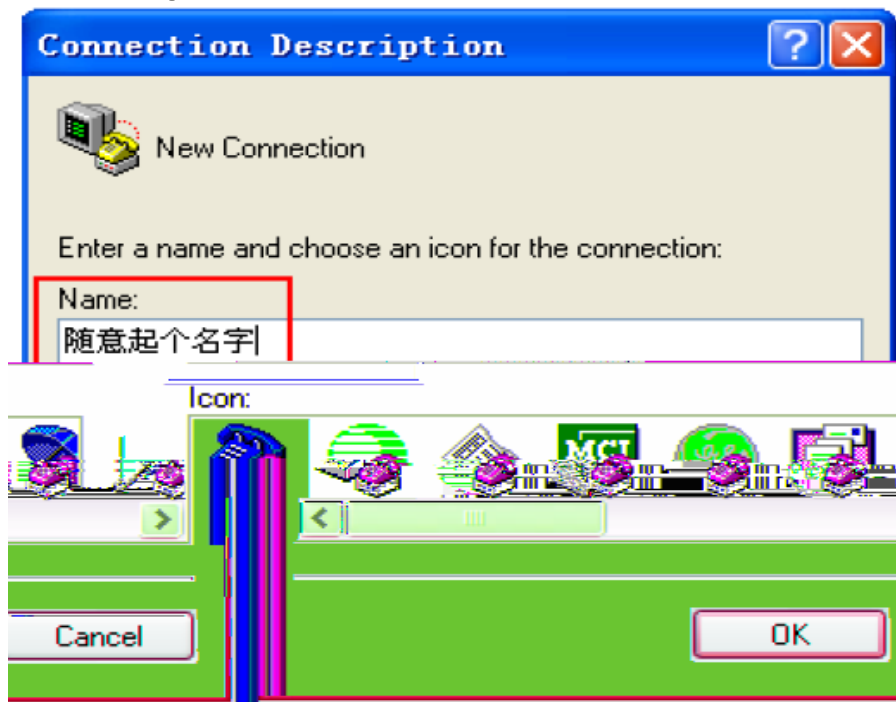 Connection Description
New Connection
Enter a name and choose an icon for the connection:
Name:
随意起个名字
Icon:
MCI
Cancel
OK